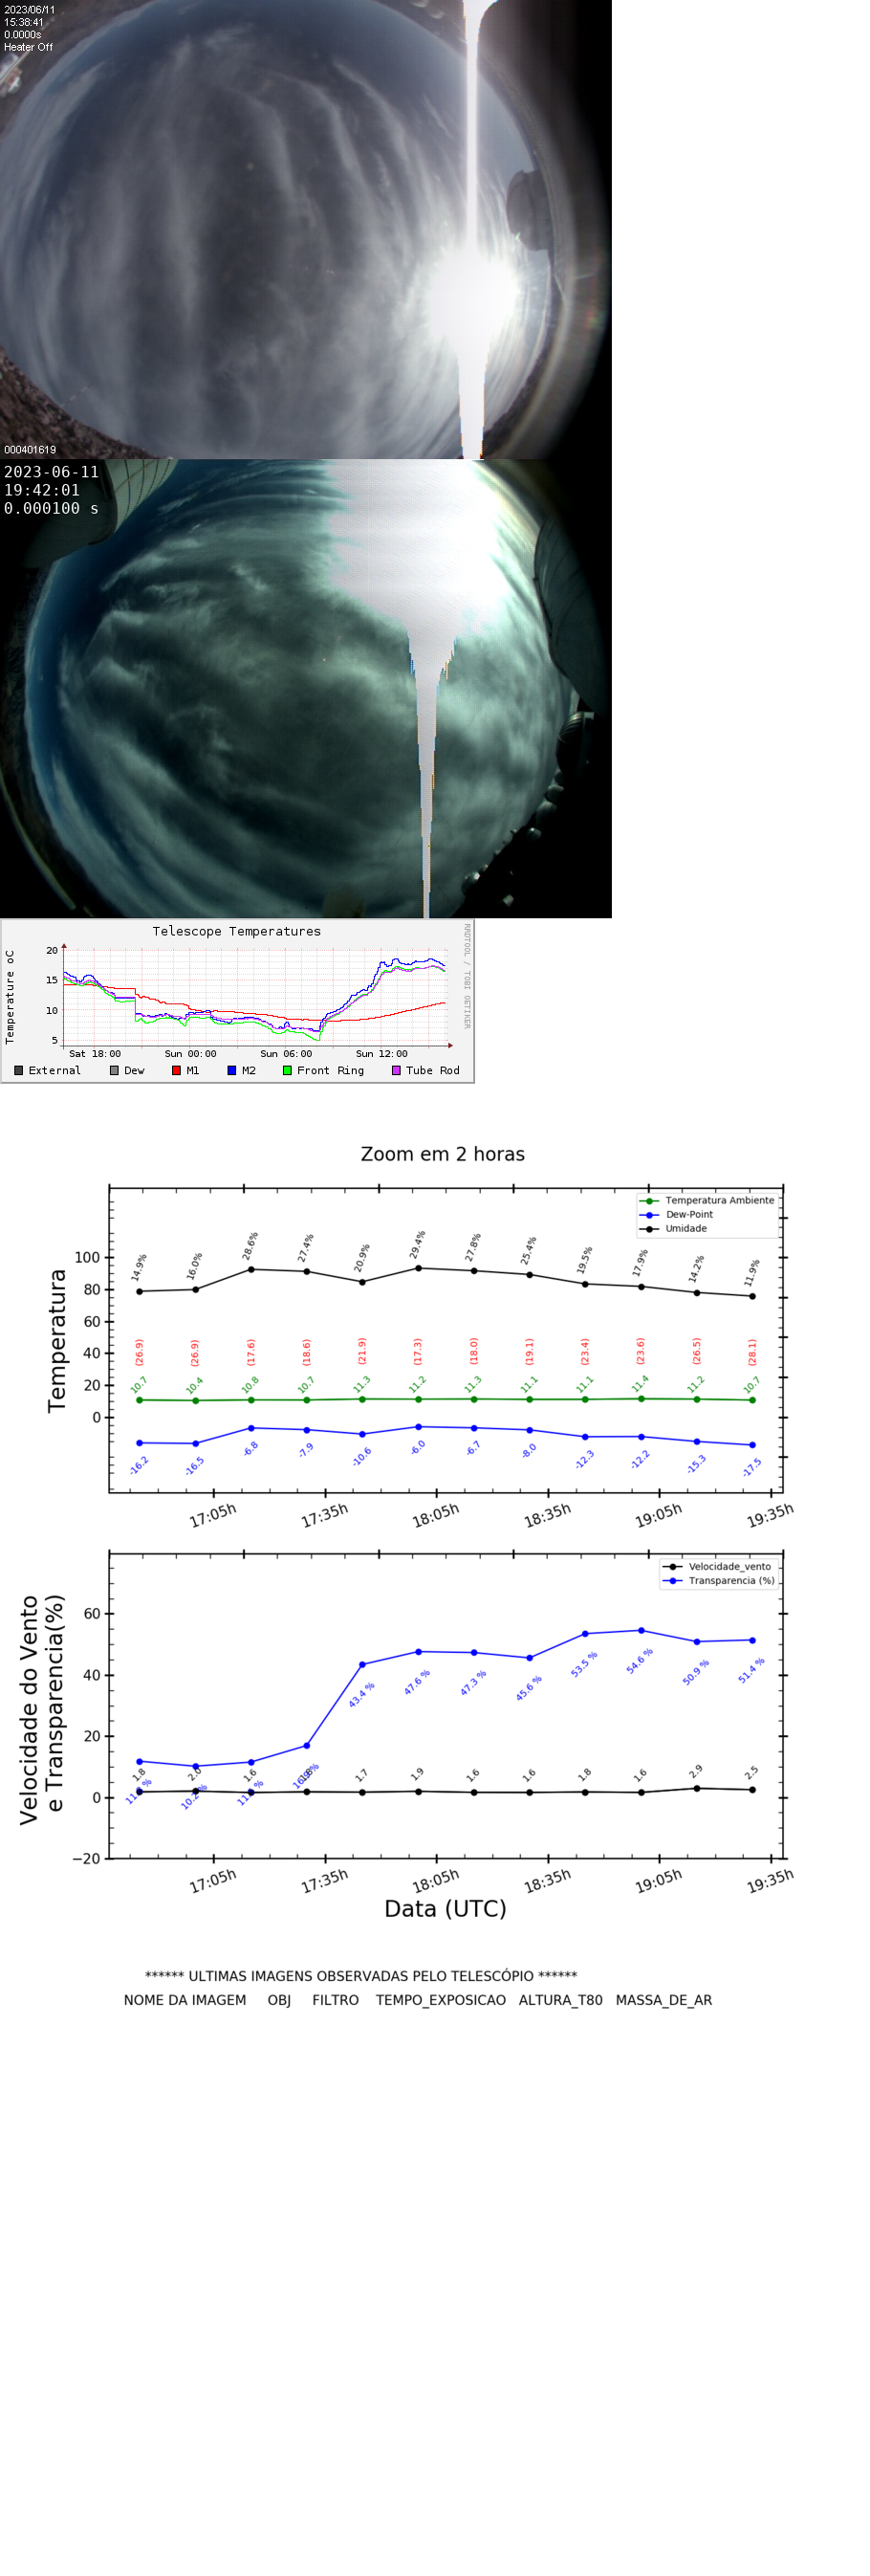 2023/06/11
15:38:41
0.0000s
Heater Off
000401619
2023-06-11
19:42:01
0.000100 s
Telescope Temperatures
RRDTOOL / TOBI OETIKER
Temperature oC
20
15
10
5
Sat 18:00 Sun 00:00 Sun 06:00 Sun 12:00
External Dew M1 M2 Front Ring Tube Rod
Zoom em 2 horas
Temperatura Ambiente
Dew-Point
Umidade
Temperatura
100
80
60
40
20
0
14.9% 16.0% 28.6% 27.4% 20.9% 29.4% 27.8% 25.4% 19.5% 17.9% 14.2% 11.9%
(26.9) (26.9) (17.6) (18.6) (21.9) (17.3) (18.0) (19.1) (23.4) (23.6) (26.5) (28.1)
10.7 10.4 10.8 10.7 11.3 11.2 11.3 11.1 11.1 11.4 11.2 10.7
-16.2 -16.5 -6.8 -7.9 -10.6 -6.0 -6.7 -8.0 -12.3 -12.2 -15.3 -17.5
17:05h 17:35h 18:05h 18:35h 19:05h 19:35h
Velocidade_vento
Transparencia (%)
Velocidade do Vento
e Transparencia(%)
60
40
20
0
−20
43.4 % 47.6 % 47.3 % 45.6 % 53.5 % 54.6 % 50.9 % 51.4 %
1.8 2.0 1.6 1.7 1.9 1.6 1.6 1.8 1.6 2.9 2.5
17:05h 17:35h 18:05h 18:35h 19:05h 19:35h
Data (UTC)
****** ULTIMAS IMAGENS OBSERVADAS PELO TELESCÓPIO ******
NOME DA IMAGEM OBJ FILTRO TEMPO_EXPOSICAO ALTURA_T80 MASSA_DE_AR